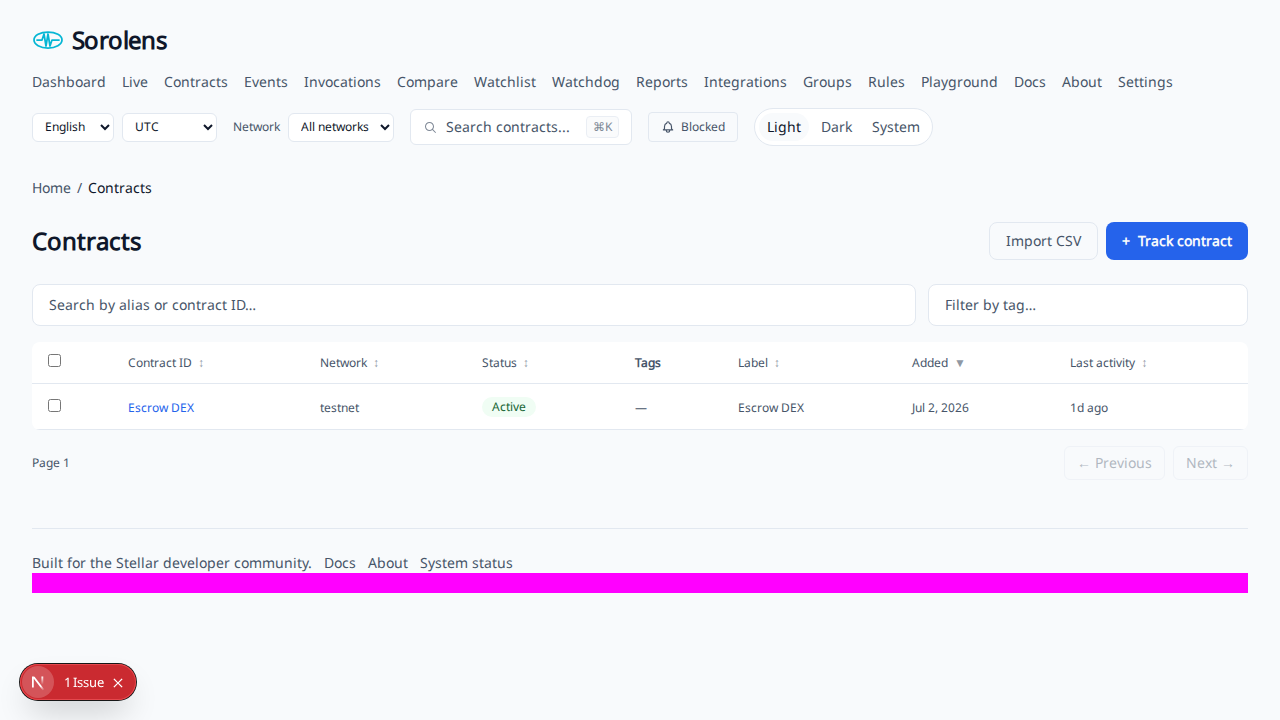 Sorolens
Dashboard Live Contracts Events Invocations Compare Watchlist Watchdog Reports Integrations Groups Rules Playground Docs About Settings
English UTC Network All networks Search contracts... ⌘K Blocked Light Dark System
Home / Contracts
Contracts
Import CSV
+ Track contract
Search by alias or contract ID...
Filter by tag...
Contract ID ↕ Network ↕ Status ↕ Tags Label ↕ Added ▼ Last activity ↕
Escrow DEX testnet Active — Escrow DEX Jul 2, 2026 1d ago
Page 1
← Previous Next →
Built for the Stellar developer community. Docs About System status
N 1 Issue ×